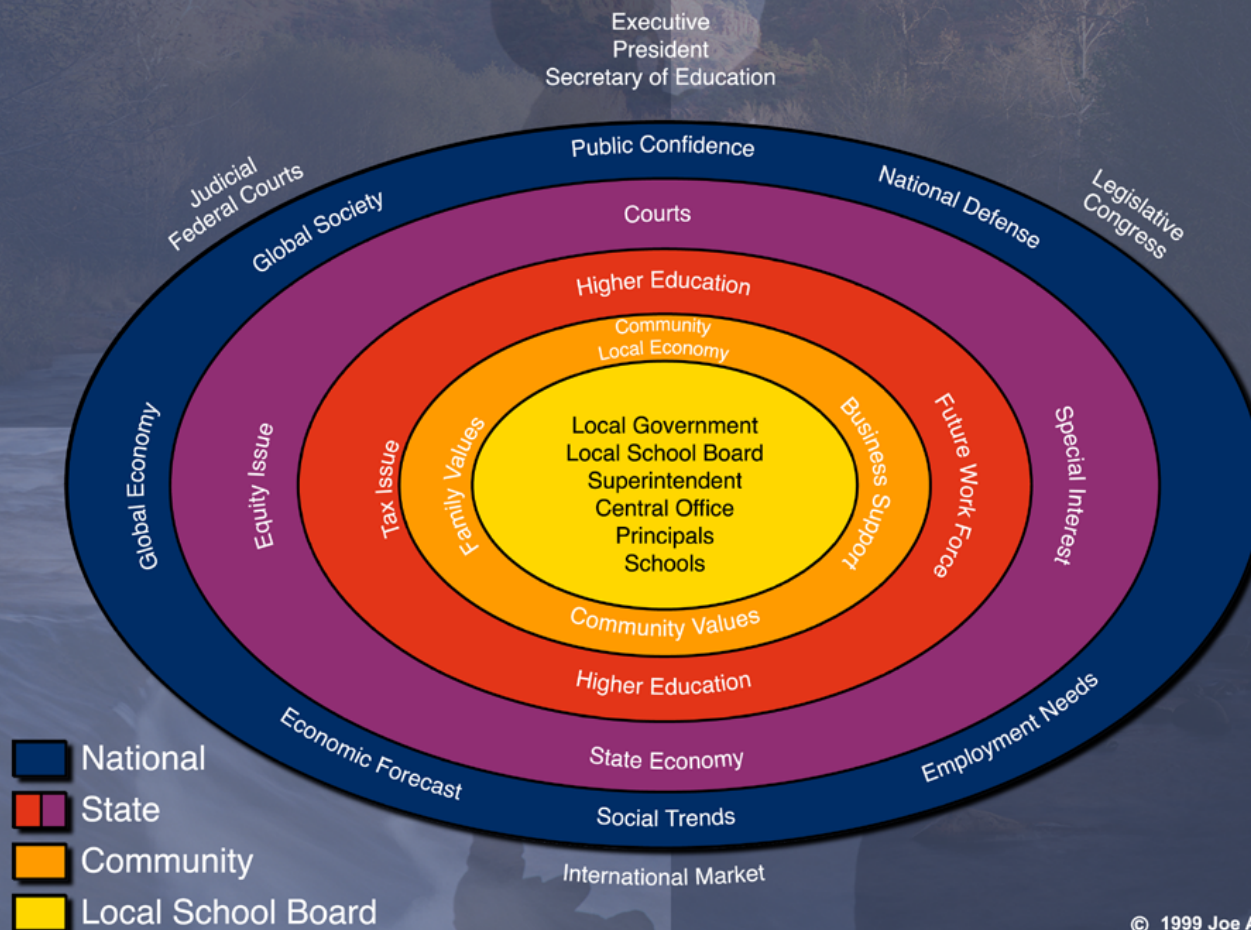 Executive
President
Secretary of Education
Judicial
Federal Courts
Legislative
Congress
Public Confidence
Global Society
National Defense
Courts
Higher Education
Community
Local Economy
Global Economy
Equity Issue
Tax Issue
Family Values
Local Government
Local School Board
Superintendent
Central Office
Principals
Schools
Business Support
Future Work Force
Special Interest
Community Values
Higher Education
State Economy
Economic Forecast
Social Trends
Employment Needs
International Market
National
State
Community
Local School Board
© 1999 Joe A